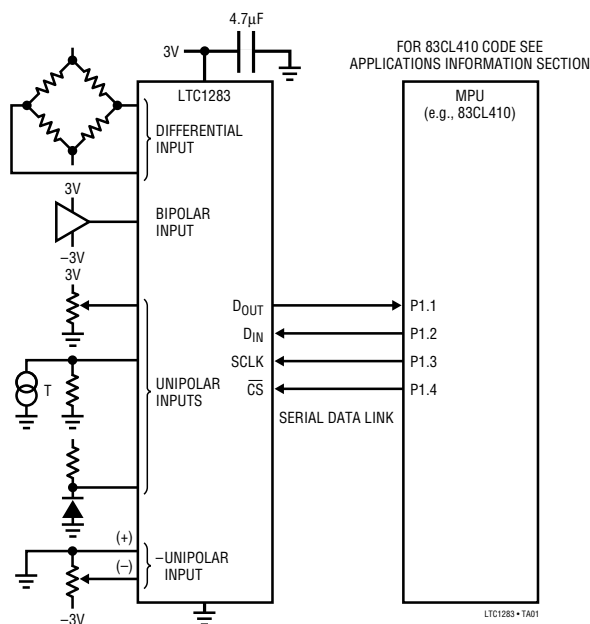 4.7µF
3V
FOR 83CL410 CODE SEE
APPLICATIONS INFORMATION SECTION
LTC1283
MPU
(e.g., 83CL410)
DIFFERENTIAL
INPUT
3V
BIPOLAR
INPUT
–3V
3V
DOUT
P1.1
DIN
P1.2
SCLK
P1.3
CS
P1.4
T
UNIPOLAR
INPUTS
SERIAL DATA LINK
(+)
(–)
–UNIPOLAR
INPUT
–3V
LTC1283 • TA01